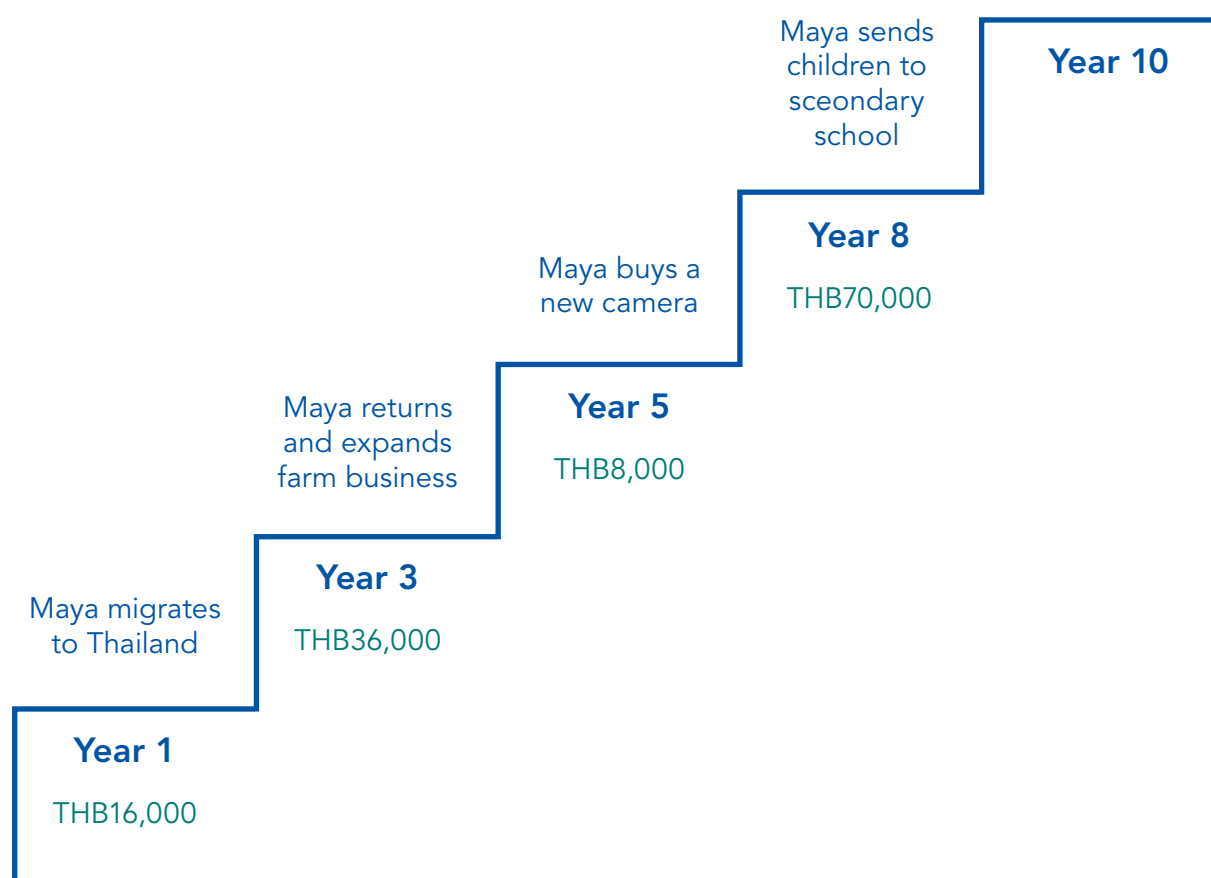 Maya migrates
to Thailand
Year 1
THB16,000
Maya returns
and expands
farm business
Year 3
THB36,000
Maya buys a
new camera
Year 5
THB8,000
Maya sends
children to
sceondary
school
Year 8
THB70,000
Year 10